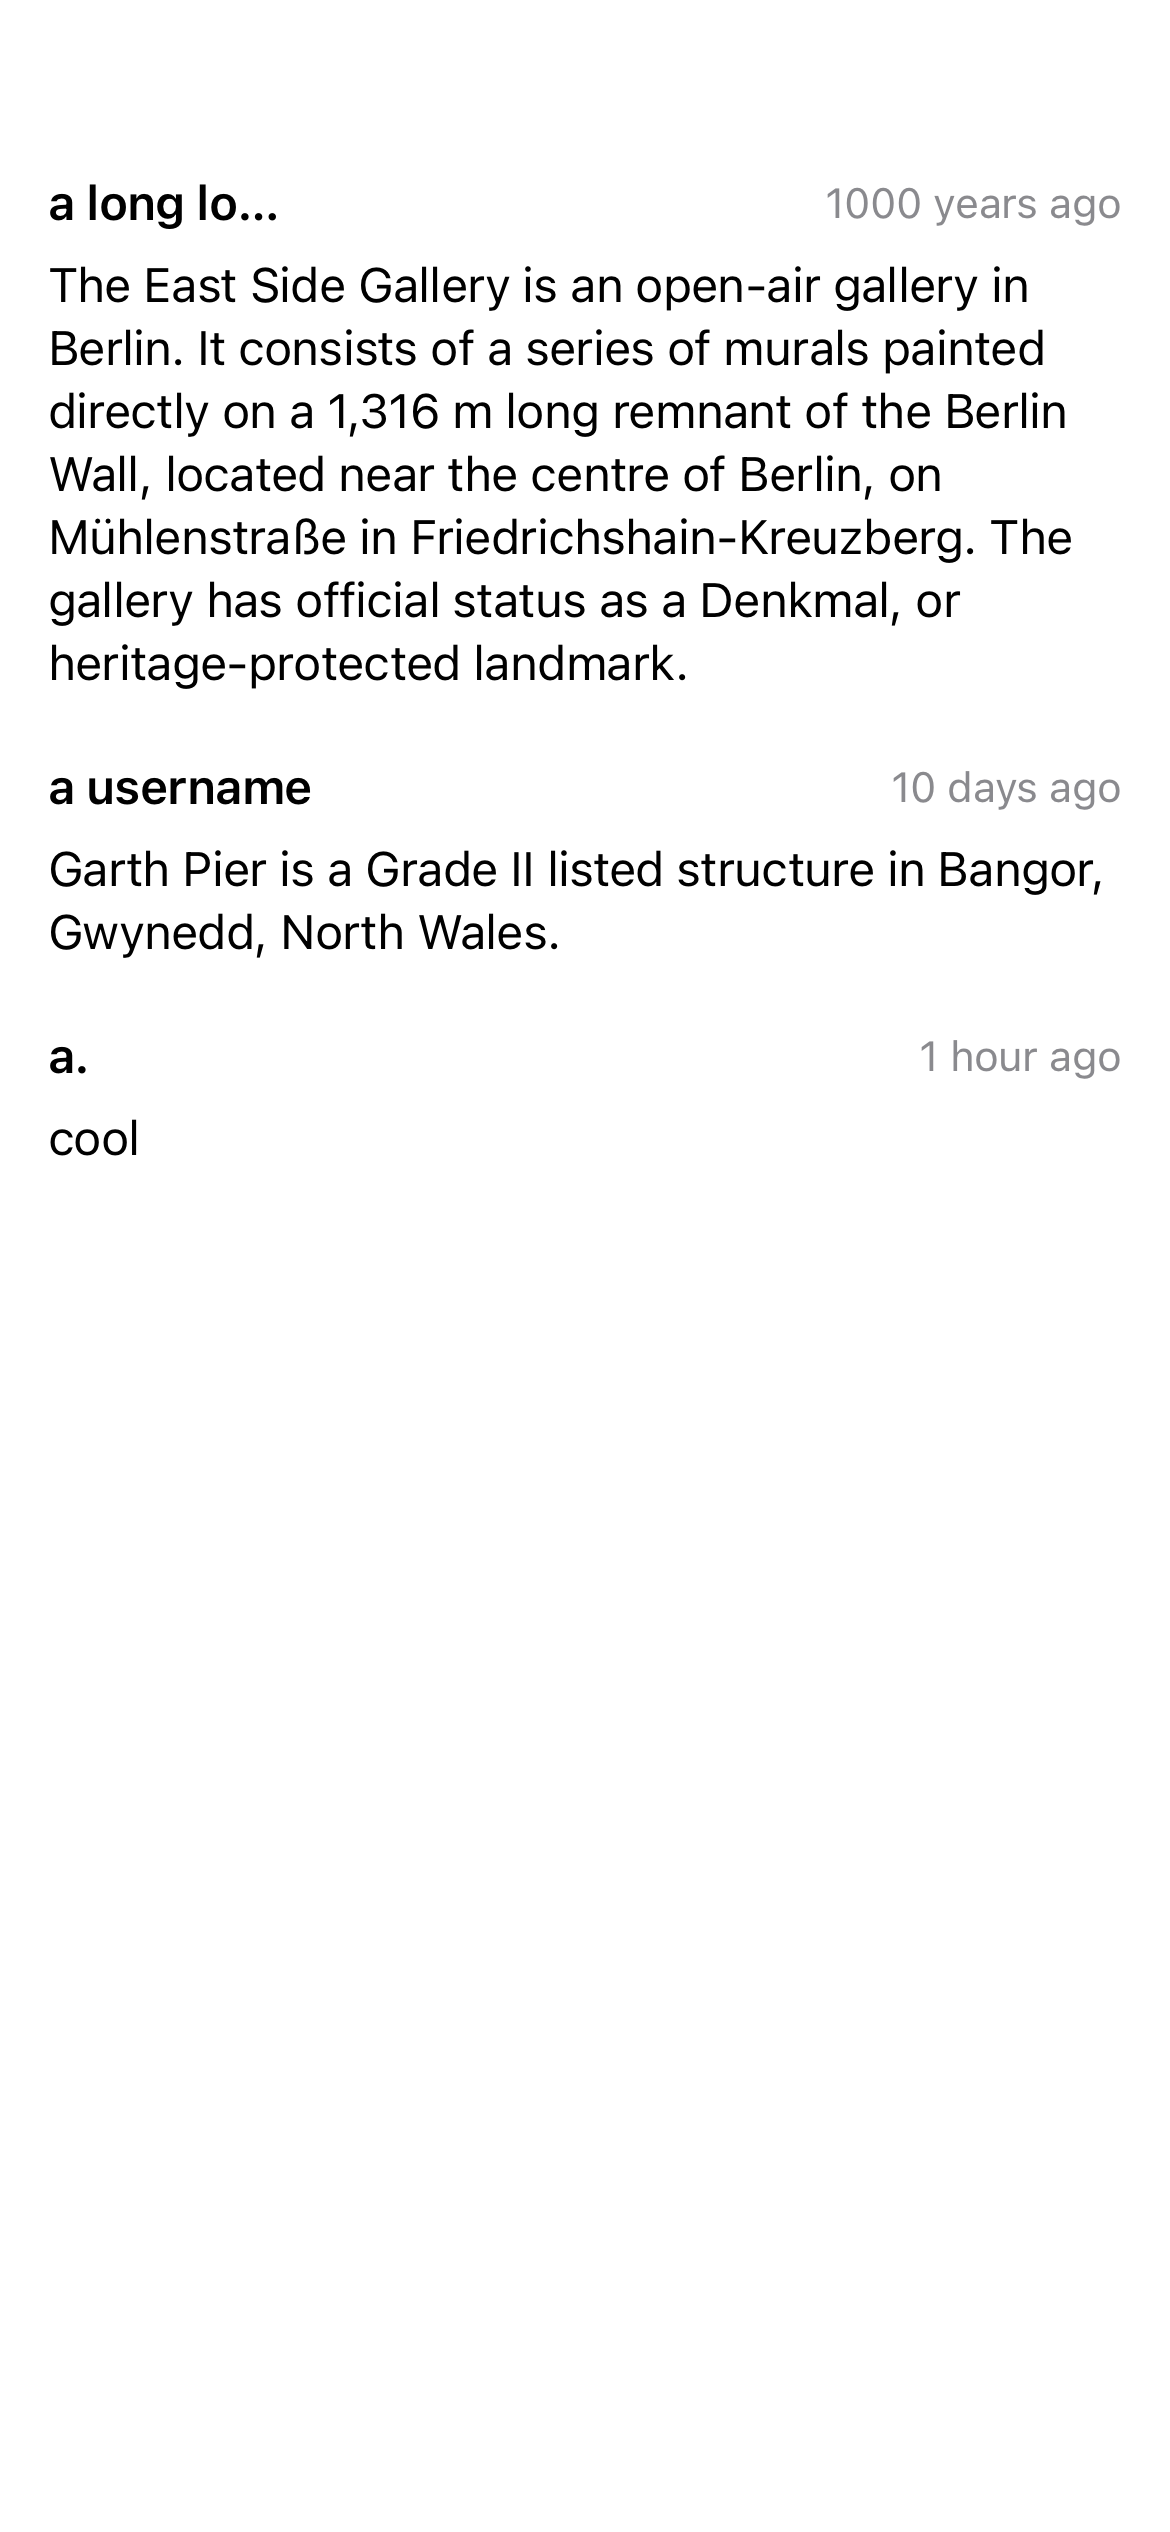 a long lo...
1000 years ago
The East Side Gallery is an open-air gallery in
Berlin. It consists of a series of murals painted
directly on a 1,316 m long remnant of the Berlin
Wall, located near the centre of Berlin, on
Mühlenstraße in Friedrichshain-Kreuzberg. The
gallery has official status as a Denkmal, or
heritage-protected landmark.
a username
10 days ago
Garth Pier is a Grade II listed structure in Bangor,
Gwynedd, North Wales.
a.
1 hour ago
cool